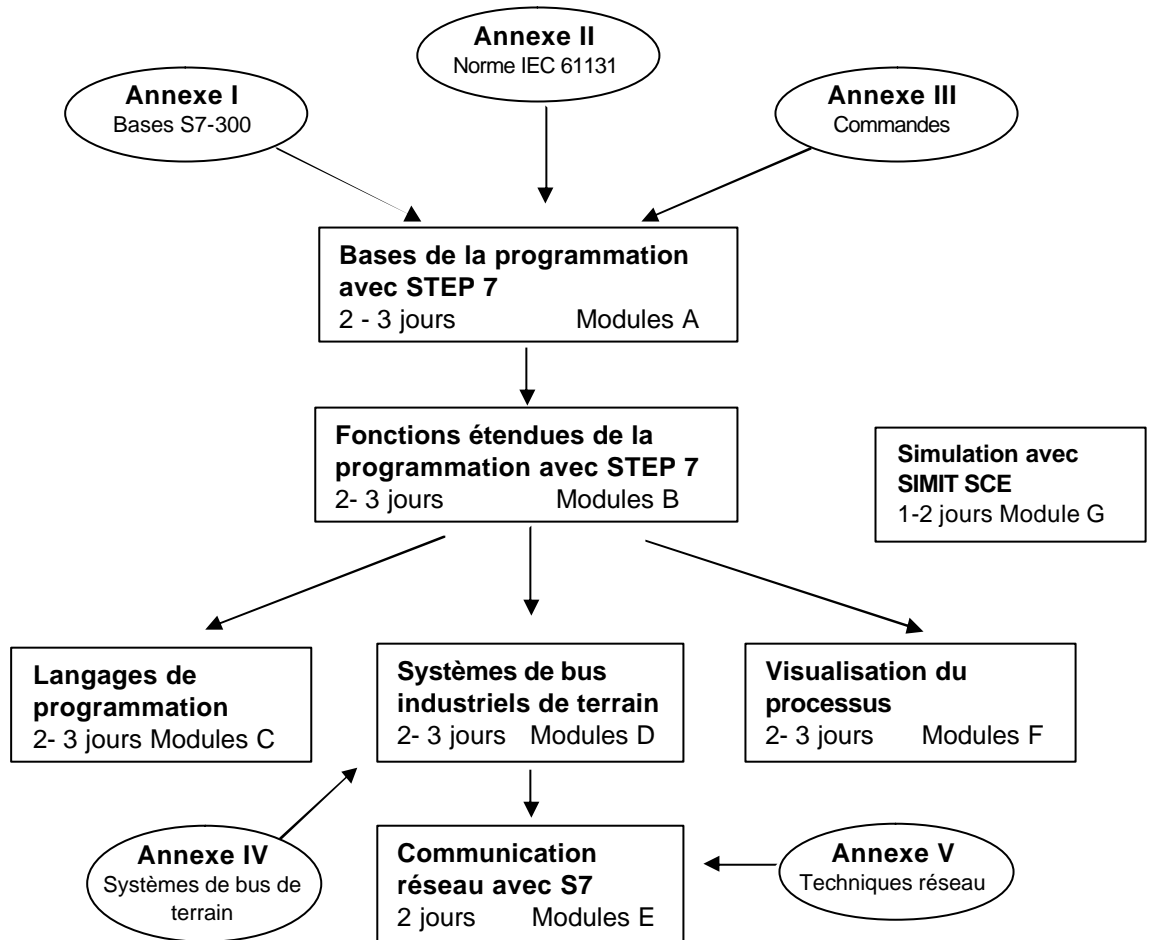 Annexe II
Norme IEC 61131
Annexe I
Bases S7-300
Annexe III
Commandes
Bases de la programmation
avec STEP 7
2 - 3 jours Modules A
Fonctions étendues de la
programmation avec STEP 7
2- 3 jours Modules B
Simulation avec
SIMIT SCE
1-2 jours Module G
Langages de
programmation
2- 3 jours Modules C
Systèmes de bus
industriels de terrain
2- 3 jours Modules D
Visualisation du
processus
2- 3 jours Modules F
Annexe IV
Systèmes de bus de
terrain
Communication
réseau avec S7
2 jours Modules E
Annexe V
Techniques réseau